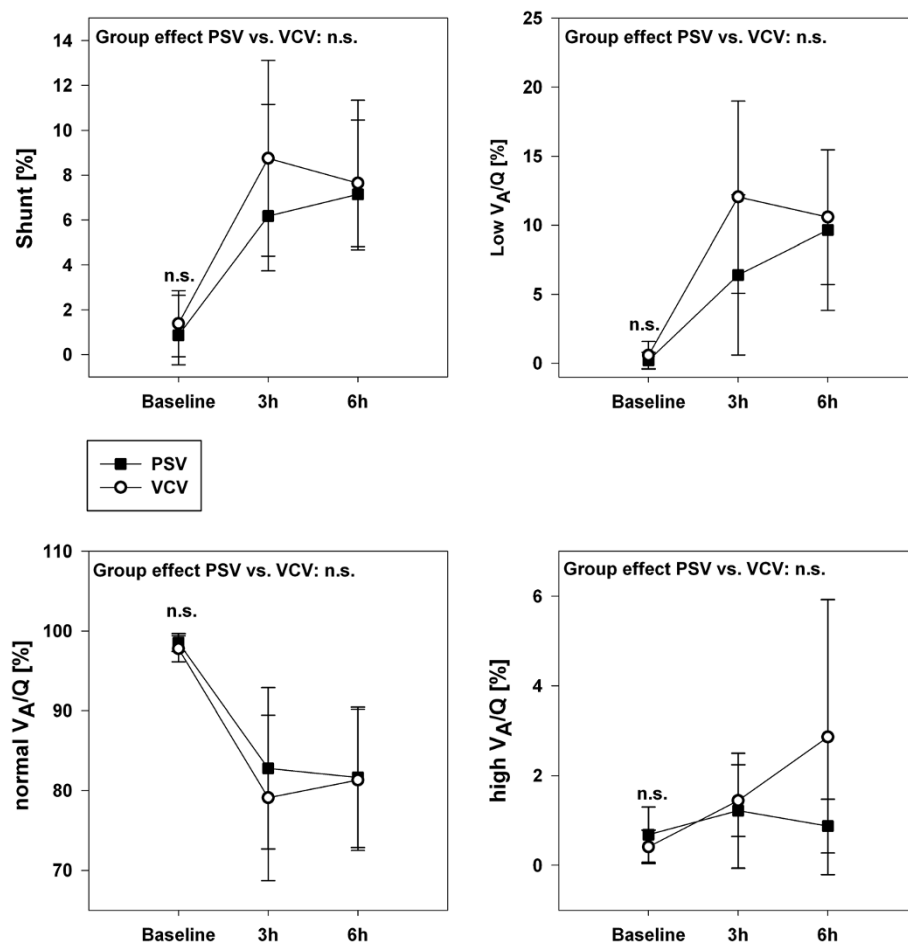 Group effect PSV vs. VCV: n.s.
Shunt [%]
14
12
10
8
6
4
2
0
n.s.
Baseline 3h 6h
Group effect PSV vs. VCV: n.s.
Low VA/Q [%]
25
20
15
10
5
0
n.s.
Baseline 3h 6h
PSV
VCV
Group effect PSV vs. VCV: n.s.
normal VA/Q [%]
110
100
90
80
70
n.s.
Baseline 3h 6h
Group effect PSV vs. VCV: n.s.
high VA/Q [%]
6
4
2
0
n.s.
Baseline 3h 6h